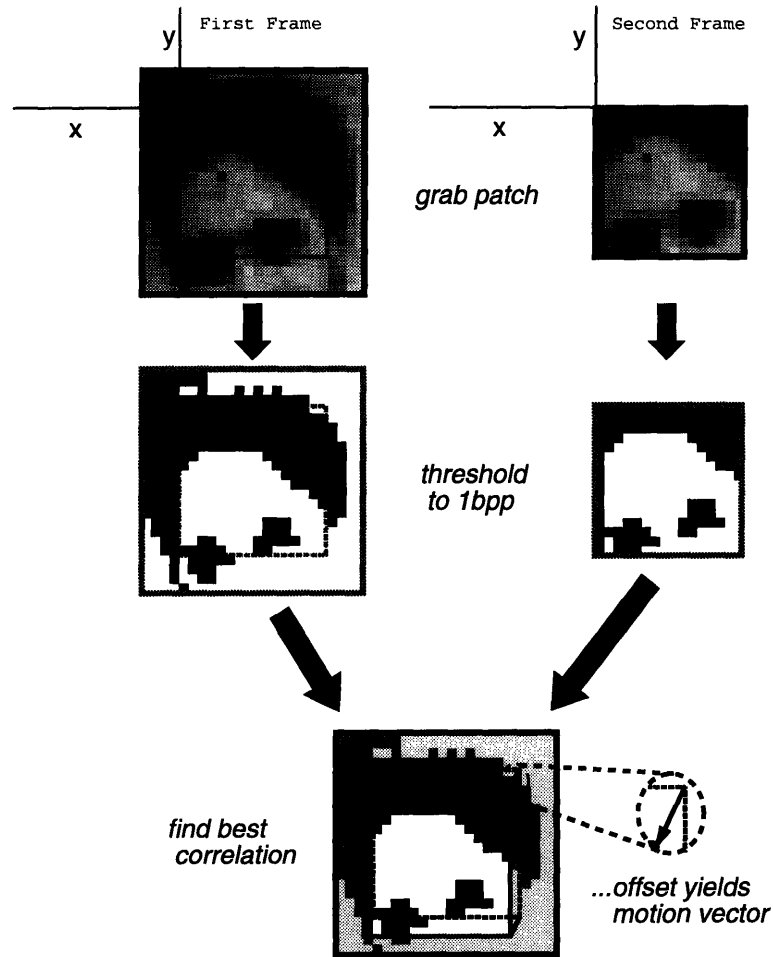 First Frame
y
x
Second Frame
y
x
grab patch
threshold
to 1bpp
find best
correlation
...offset yields
motion vector